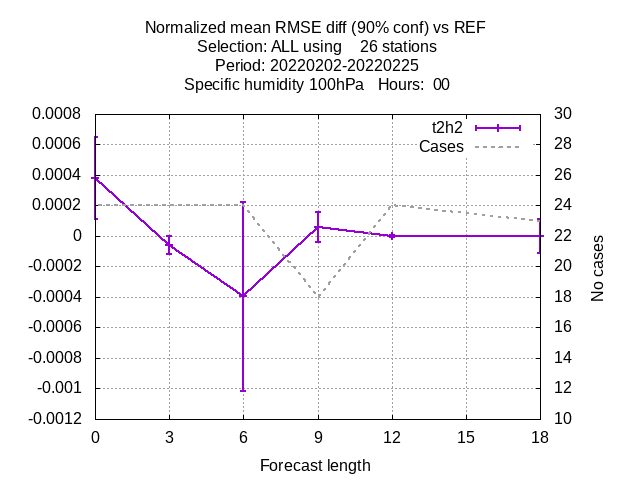 Normalized mean RMSE diff (90% conf) vs REF
Selection: ALL using    26 stations
Period: 20220202-20220225
Specific humidity 100hPa   Hours:  00
0.0008
0.0006
0.0004
0.0002
0
-0.0002
-0.0004
-0.0006
-0.0008
-0.001
-0.0012
t2h2
Cases
30
28
26
24
22
20
18
16
14
12
10
No cases
0 3 6 9 12 15 18
Forecast length